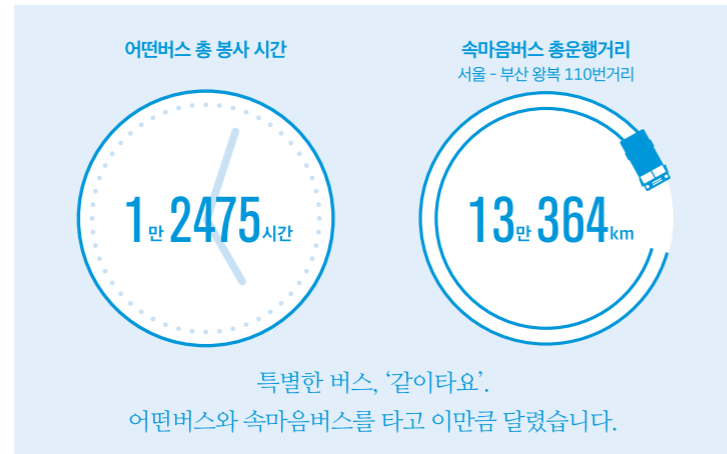 어떤버스 총 봉사 시간
1만 2475시간
속마음버스 총운행거리
서울 - 부산 왕복 110번거리
13만 364km
특별한 버스, ‘같이타요’.
어떤버스와 속마음버스를 타고 이만큼 달렸습니다.